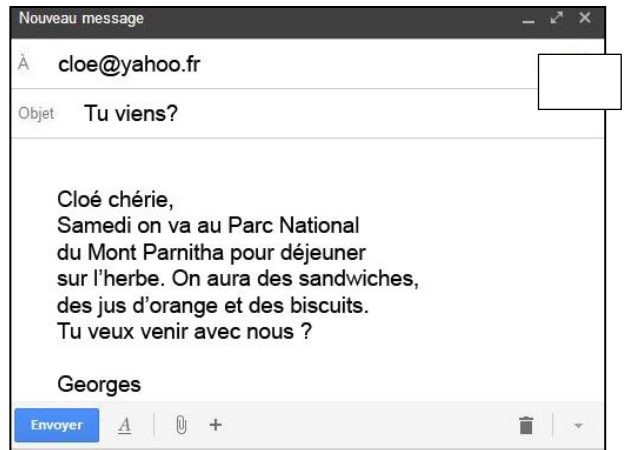 Nouveau message
À cloe@yahoo.fr
Objet Tu viens?
Cloé chérie,
Samedi on va au Parc National
du Mont Parnitha pour déjeuner
sur l'herbe. On aura des sandwiches,
des jus d'orange et des biscuits.
Tu veux venir avec nous ?
Georges
Envoyer A